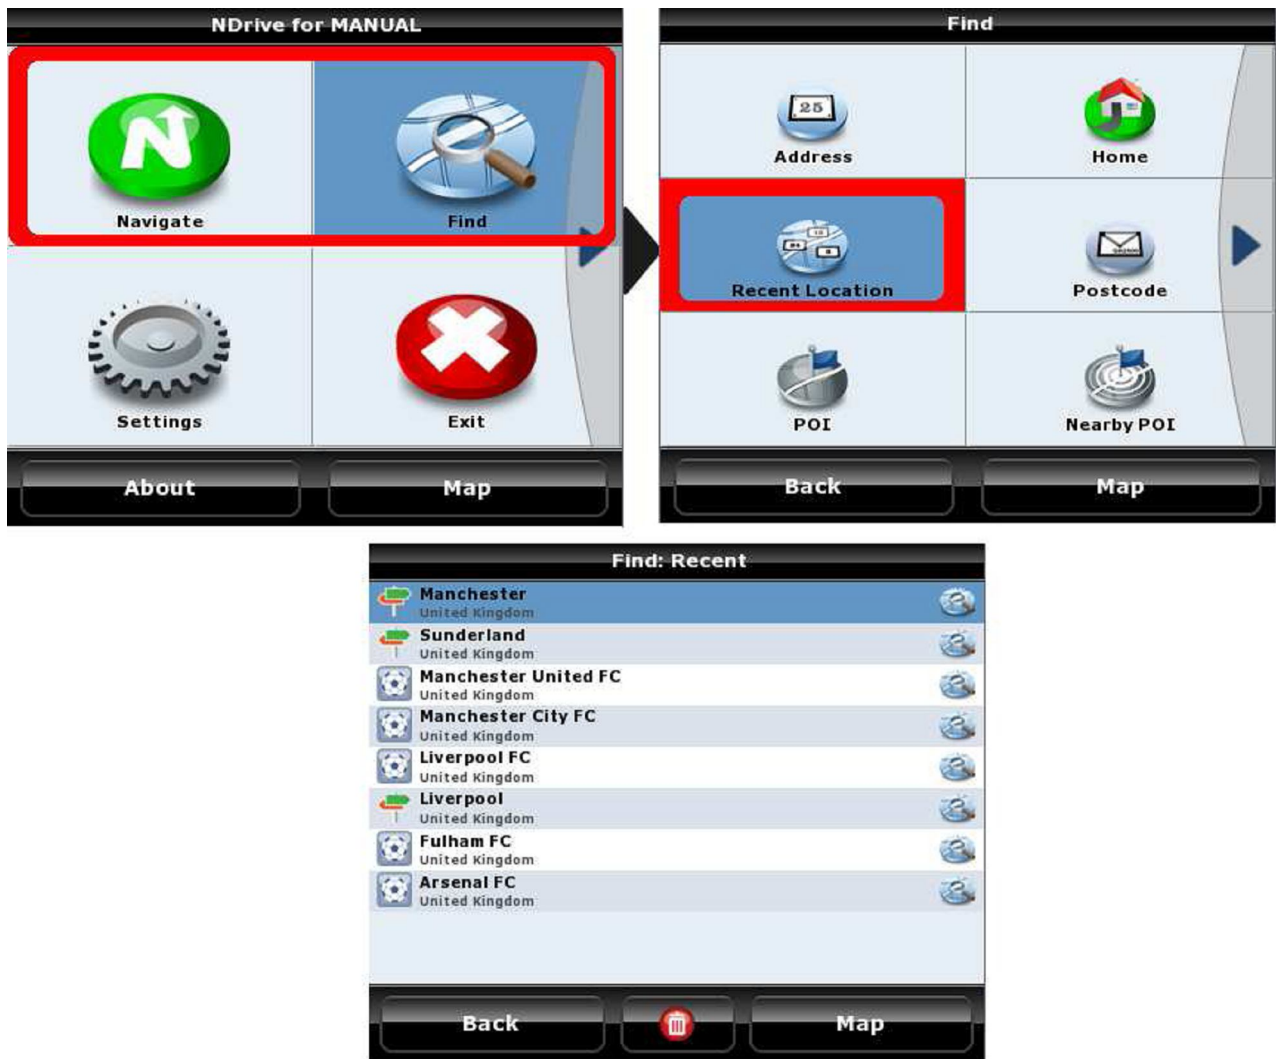 NDrive for MANUAL
Navigate
Find
Settings
Exit
About
Map
Find
25
Address
Home
Recent Location
Postcode
POI
Nearby POI
Back
Map
Find: Recent
Manchester
United Kingdom
Sunderland
United Kingdom
Manchester United FC
United Kingdom
Manchester City FC
United Kingdom
Liverpool FC
United Kingdom
Liverpool
United Kingdom
Fulham FC
United Kingdom
Arsenal FC
United Kingdom
Back
Map